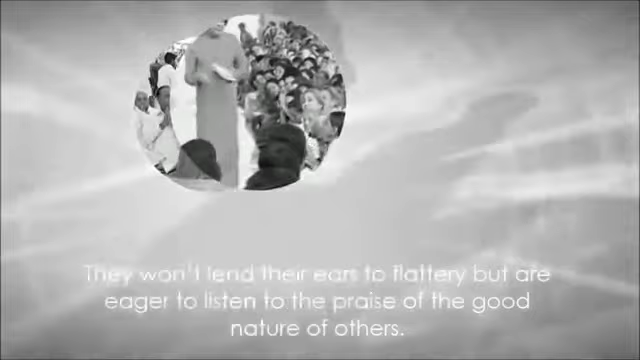 They won't lend their ears to flattery but are
eager to listen to the praise of the good
nature of others.